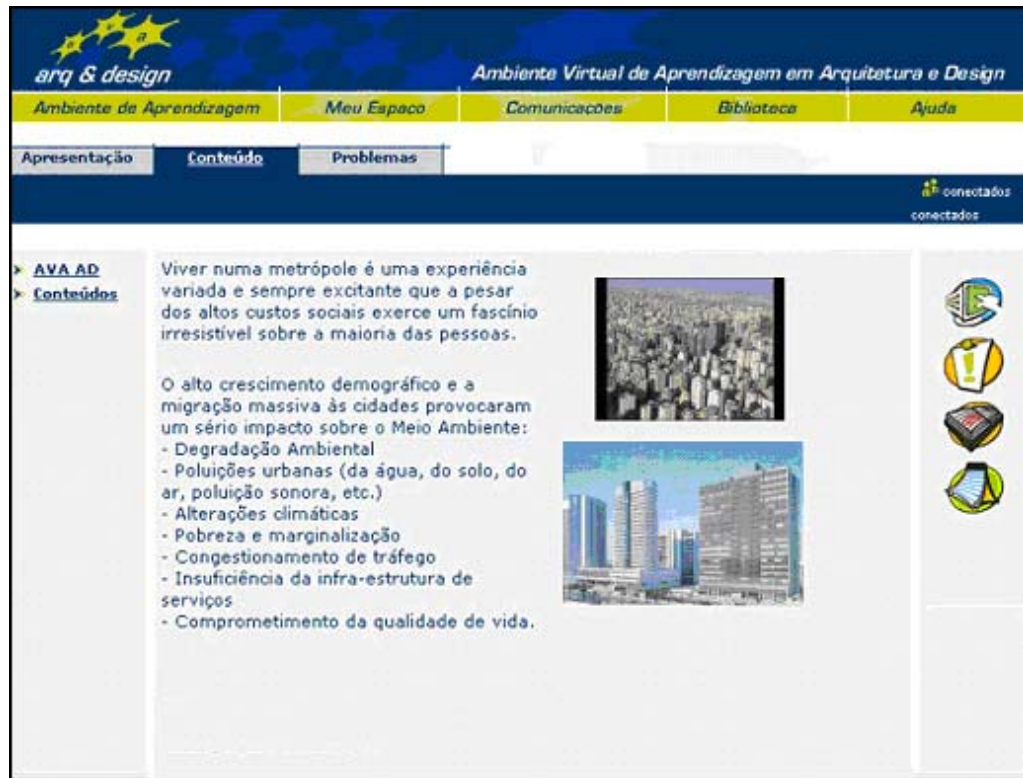 arq & design
Ambiente Virtual de Aprendizagem em Arquitetura e Design
Ambiente de Aprendizagem Meu Espaço Comunicações Biblioteca Ajuda
Apresentação Conteúdo Problemas
conectados
conectados
AVA AD
Conteúdos
Viver numa metrópole é uma experiência
variada e sempre excitante que a pesar
dos altos custos sociais exerce um fascínio
irresistível sobre a maioria das pessoas.
O alto crescimento demográfico e a
migração massiva às cidades provocaram
um sério impacto sobre o Meio Ambiente:
- Degradação Ambiental
- Poluições urbanas (da água, do solo, do
ar, poluição sonora, etc.)
- Alterações climáticas
- Pobreza e marginalização
- Congestionamento de tráfego
- Insuficiência da infra-estrutura de
serviços
- Comprometimento da qualidade de vida.